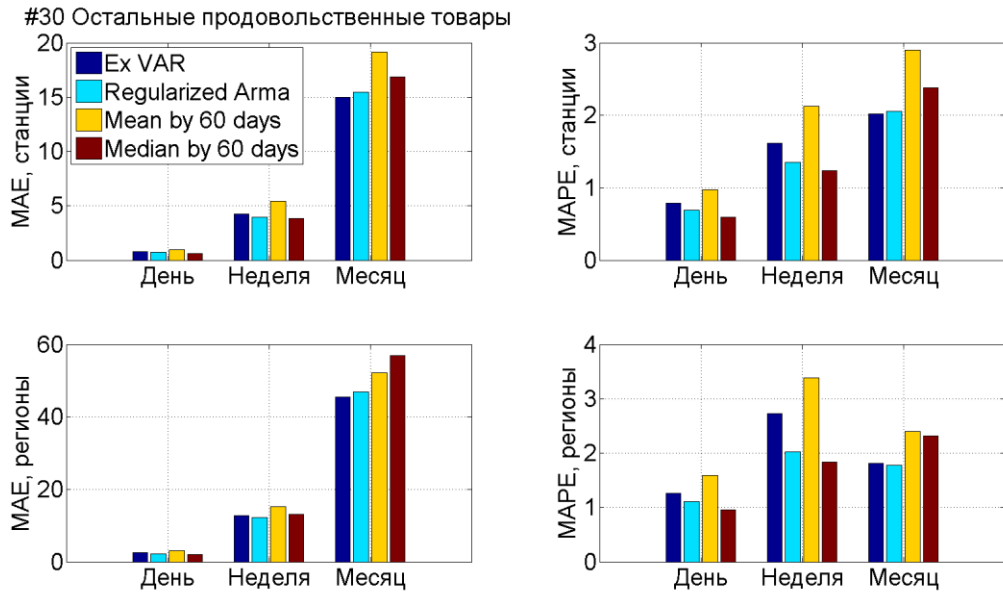 #30 Остальные продовольственные товары
20
15
10
5
0
MAE, станции
Ex VAR
Regularized Arma
Mean by 60 days
Median by 60 days
День Неделя Месяц
3
2
1
0
MAPE, станции
День Неделя Месяц
60
40
20
0
MAE, регионы
День Неделя Месяц
4
3
2
1
0
MAPE, регионы
День Неделя Месяц